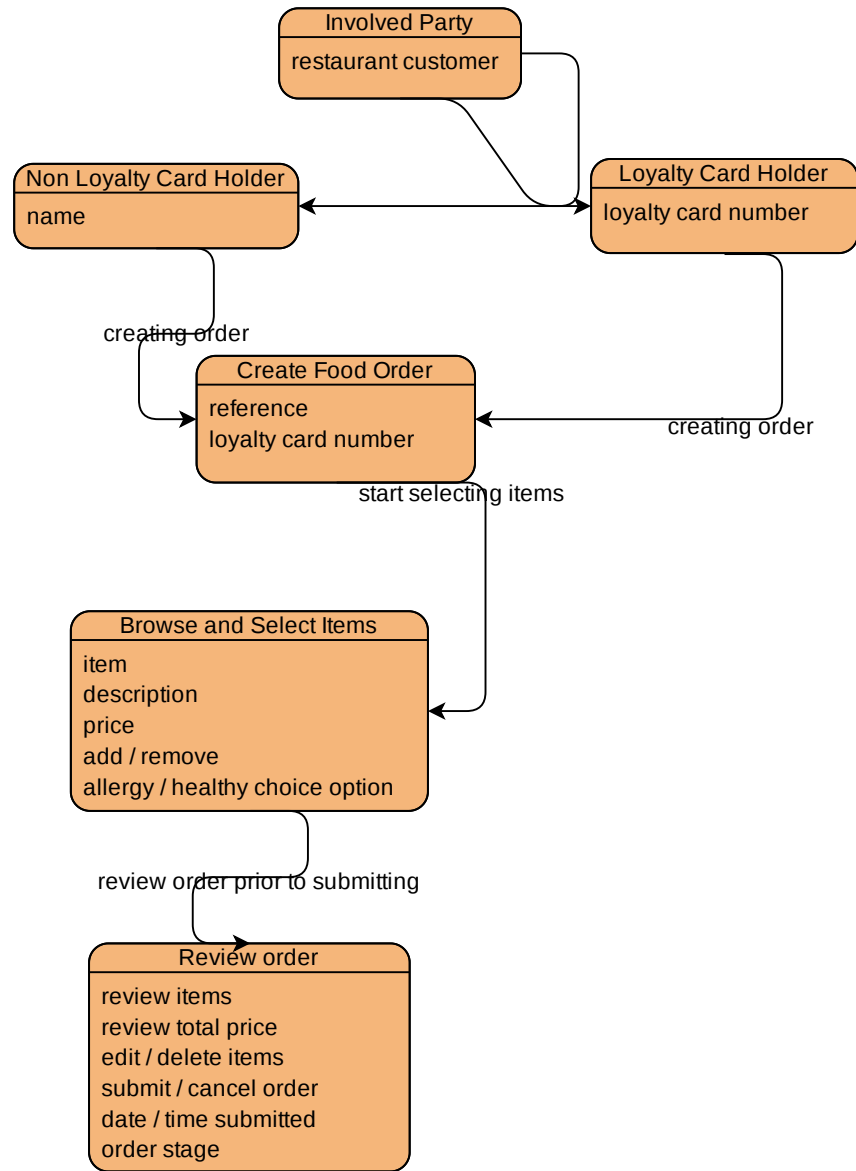 Involved Party
restaurant customer
Non Loyalty Card Holder
name
Loyalty Card Holder
loyalty card number
creating order
Create Food Order
reference
loyalty card number
creating order
start selecting items
Browse and Select Items
item
description
price
add / remove
allergy / healthy choice option
review order prior to submitting
Review order
review items
review total price
edit / delete items
submit / cancel order
date / time submitted
order stage